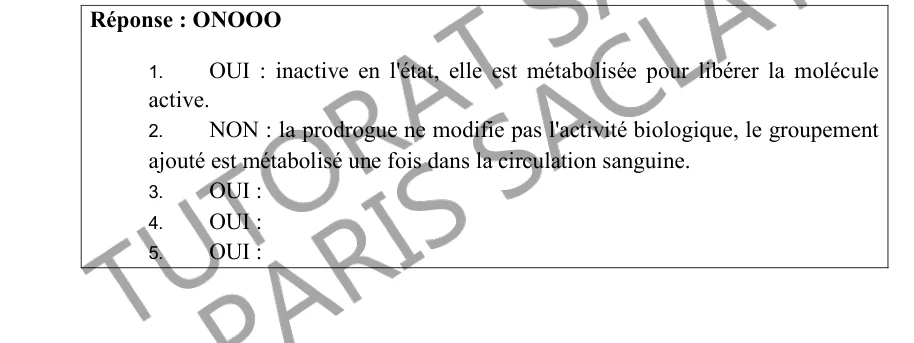 Réponse : ONOOO
1. OUI : inactive en l'état, elle est métabolisée pour libérer la molécule
active.
2. NON : la prodrogue ne modifie pas l'activité biologique, le groupement
ajouté est métabolisé une fois dans la circulation sanguine.
3. OUI :
4. OUI :
5. OUI :
TUTORAT
PARIS SACLA